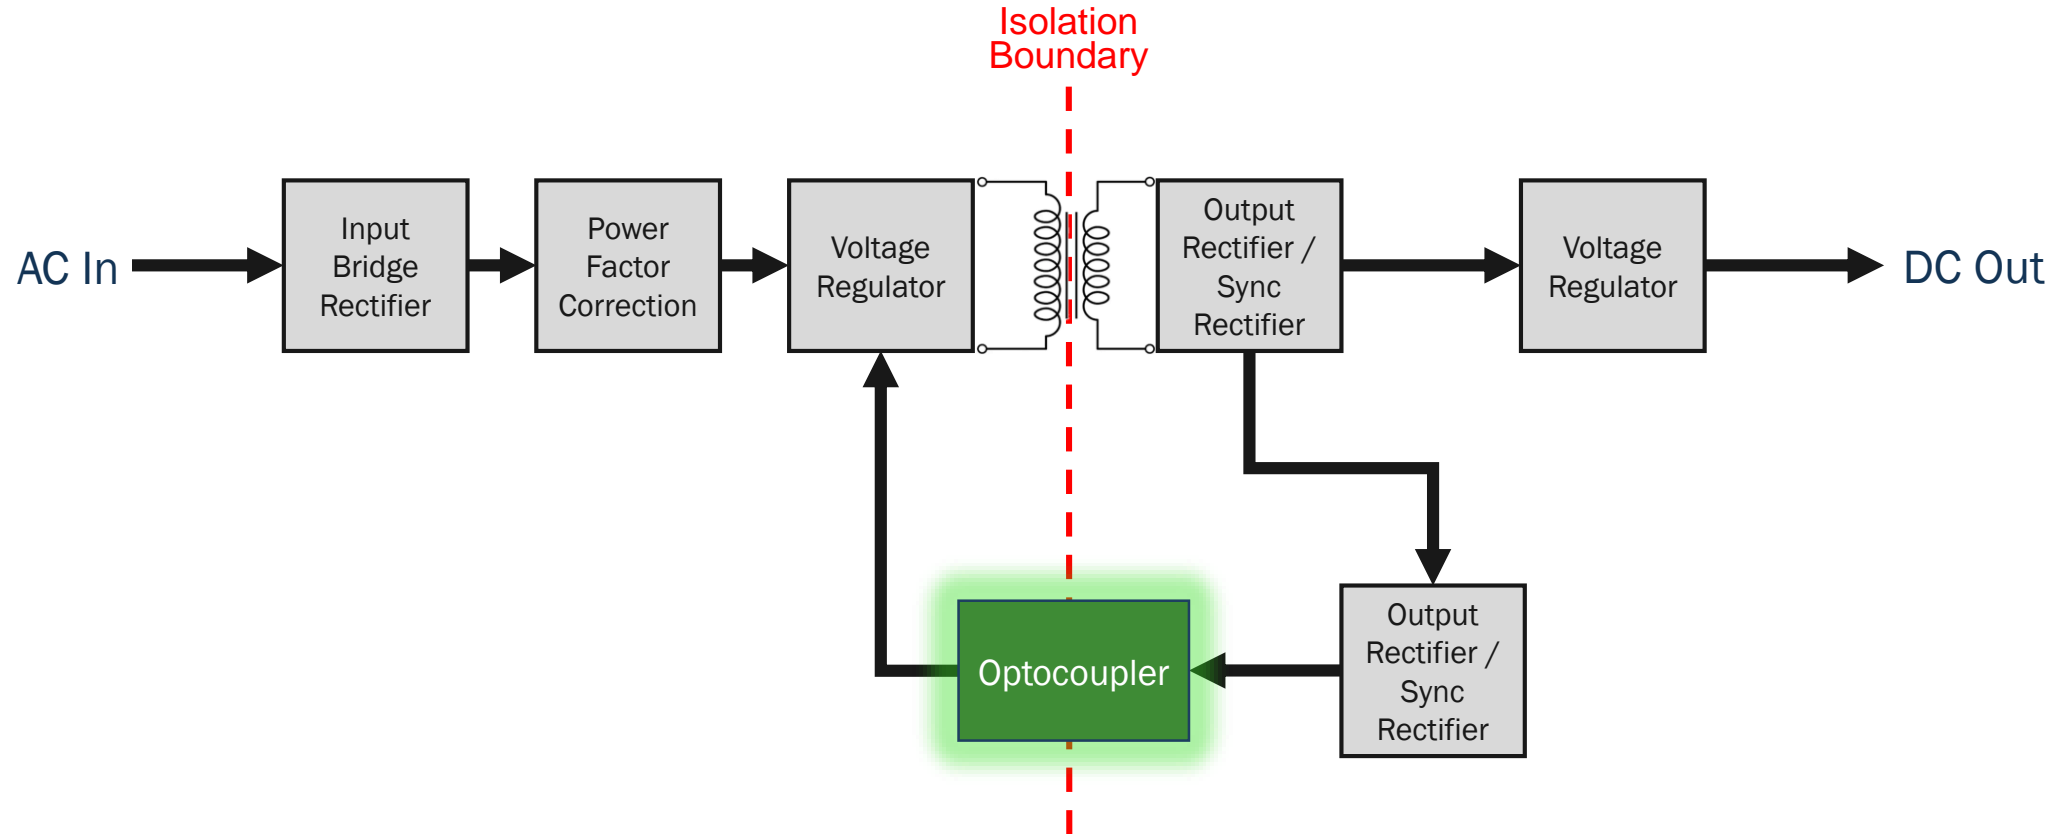 Isolation
Boundary
AC In
Input
Bridge
Rectifier
Power
Factor
Correction
Voltage
Regulator
Output
Rectifier /
Sync
Rectifier
Voltage
Regulator
DC Out
Optocoupler
Output
Rectifier /
Sync
Rectifier